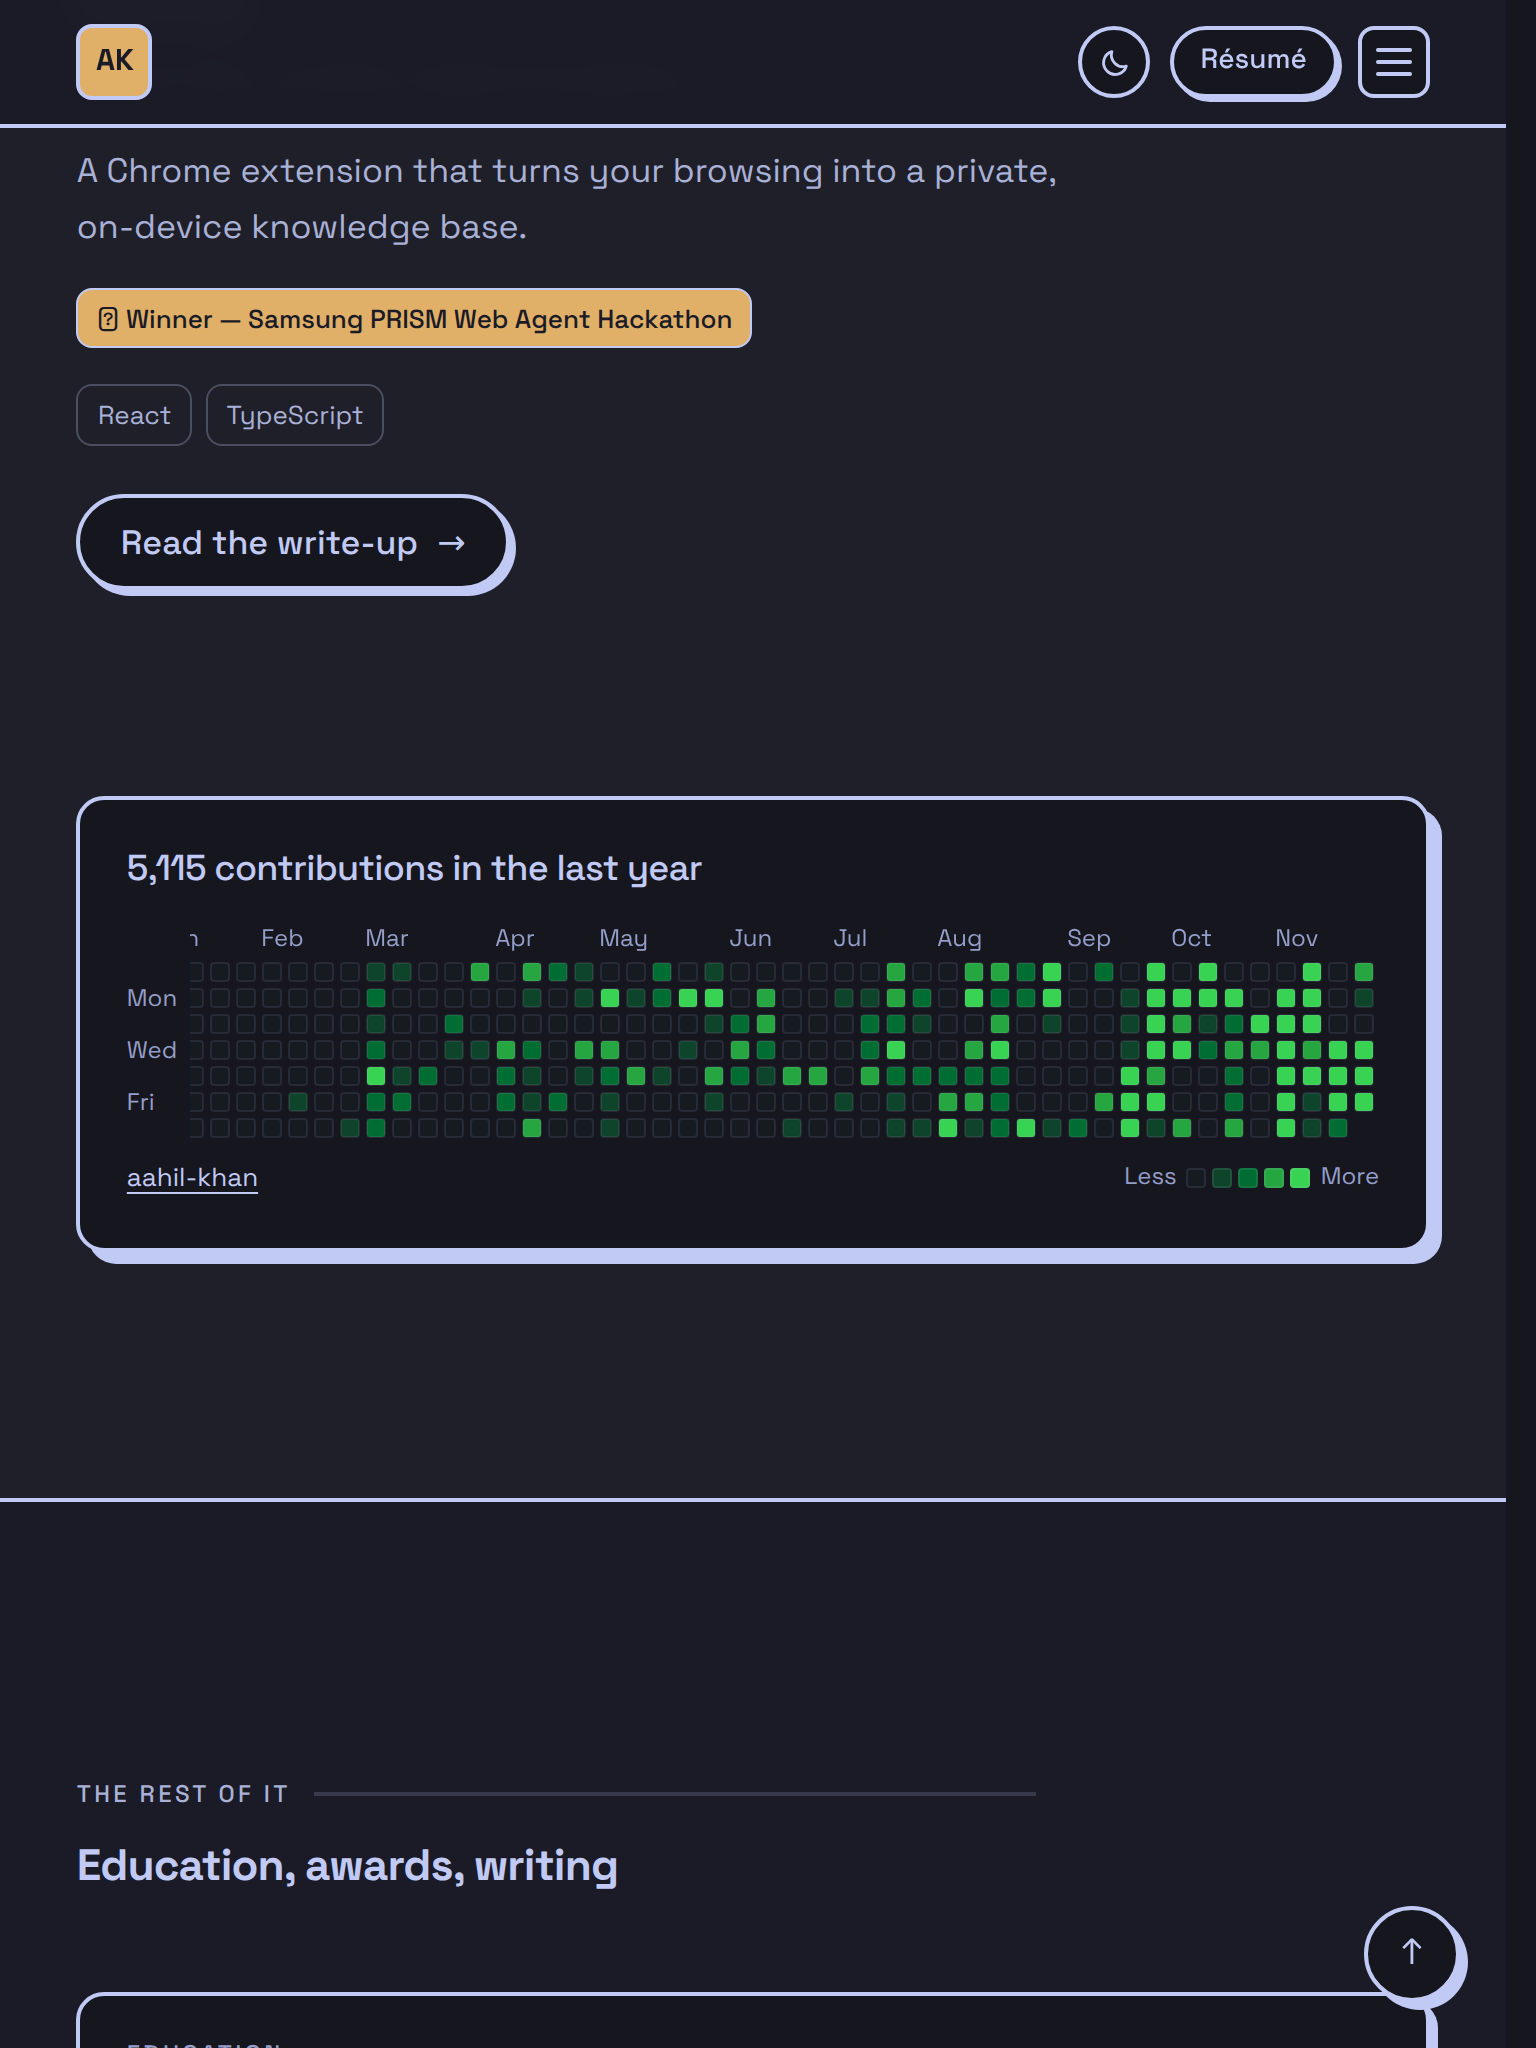 AK
Résumé
A Chrome extension that turns your browsing into a private,
on-device knowledge base.
Winner — Samsung PRISM Web Agent Hackathon
React TypeScript
Read the write-up →
5,115 contributions in the last year
n Feb Mar Apr May Jun Jul Aug Sep Oct Nov
Mon
Wed
Fri
aahil-khan
Less More
THE REST OF IT
Education, awards, writing
↑
EDUCATION